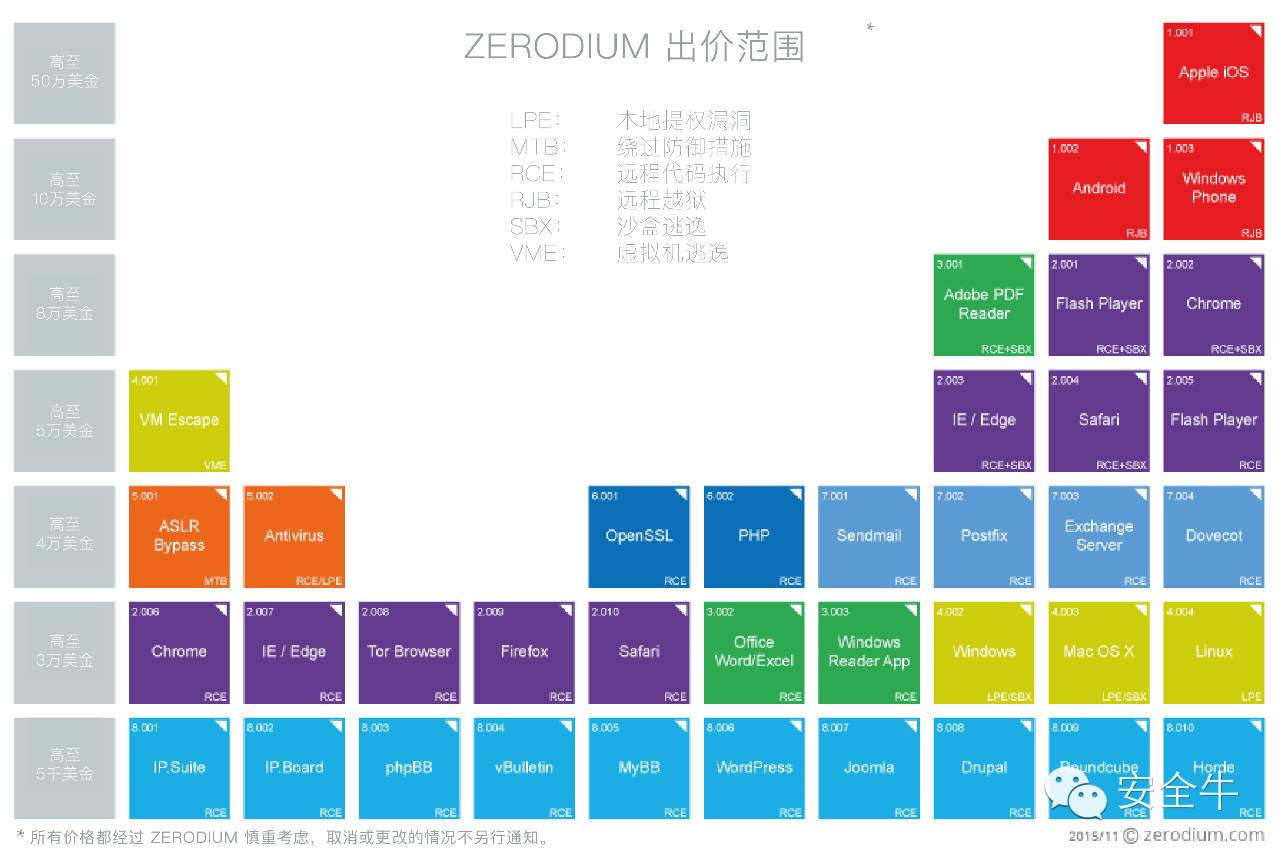 ZERODIUM 出价范围 *
LPE: 本地提权漏洞
MTB: 绕过防御措施
RCE: 远程代码执行
RJB: 远程越狱
SBX: 沙盒逃逸
VME: 虚拟机逃逸
高至
50万美金
1.001
Apple iOS
RJB
高至
10万美金
1.002
Android
RJB
1.003
Windows
Phone
RJB
高至
8万美金
3.001
Adobe PDF
Reader
RCE+SBX
2.001
Flash Player
RCE+SBX
2.002
Chrome
RCE+SBX
高至
5万美金
4.001
VM Escape
VME
2.003
IE / Edge
RCE+SBX
2.004
Safari
RCE+SBX
2.005
Flash Player
RCE
高至
4万美金
5.001
ASLR
Bypass
MTB
5.002
Antivirus
RCE/LPE
6.001
OpenSSL
RCE
6.002
PHP
RCE
7.001
Sendmail
RCE
7.002
Postfix
RCE
7.003
Exchange
Server
RCE
7.004
Dovecot
RCE
高至
3万美金
2.006
Chrome
RCE
2.007
IE / Edge
RCE
2.008
Tor Browser
RCE
2.009
Firefox
RCE
2.010
Safari
RCE
3.002
Office
Word/Excel
RCE
3.003
Windows
Reader App
RCE
4.002
Windows
LPE/SBX
4.003
Mac OS X
LPE/SBX
4.004
Linux
LPE
高至
5千美金
8.001
IP.Suite
RCE
8.002
IP.Board
RCE
8.003
phpBB
RCE
8.004
vBulletin
RCE
8.005
MyBB
RCE
8.006
WordPress
RCE
8.007
Joomla
RCE
8.008
Drupal
RCE
8.009
Roundcube
RCE
8.010
Horde
RCE
安全牛
* 所有价格都经过 ZERODIUM 慎重考虑，取消或更改的情况不另行通知。
2015/11 © zerodium.com